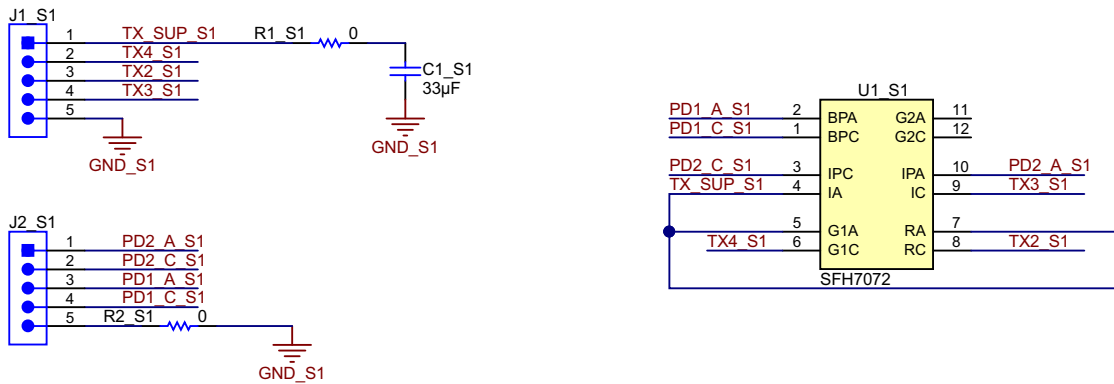 J1_S1
1 TX_SUP_S1 R1_S1 0
2 TX4_S1
3 TX2_S1
4 TX3_S1
5
GND_S1
C1_S1
33µF
GND_S1
J2_S1
1 PD2_A_S1
2 PD2_C_S1
3 PD1_A_S1
4 PD1_C_S1
5 R2_S1 0
GND_S1
U1_S1
PD1_A_S1 2 BPA G2A 11
PD1_C_S1 1 BPC G2C 12
PD2_C_S1 3 IPC IPA 10 PD2_A_S1
TX_SUP_S1 4 IA IC 9 TX3_S1
5 G1A RA 7
TX4_S1 6 G1C RC 8 TX2_S1
SFH7072